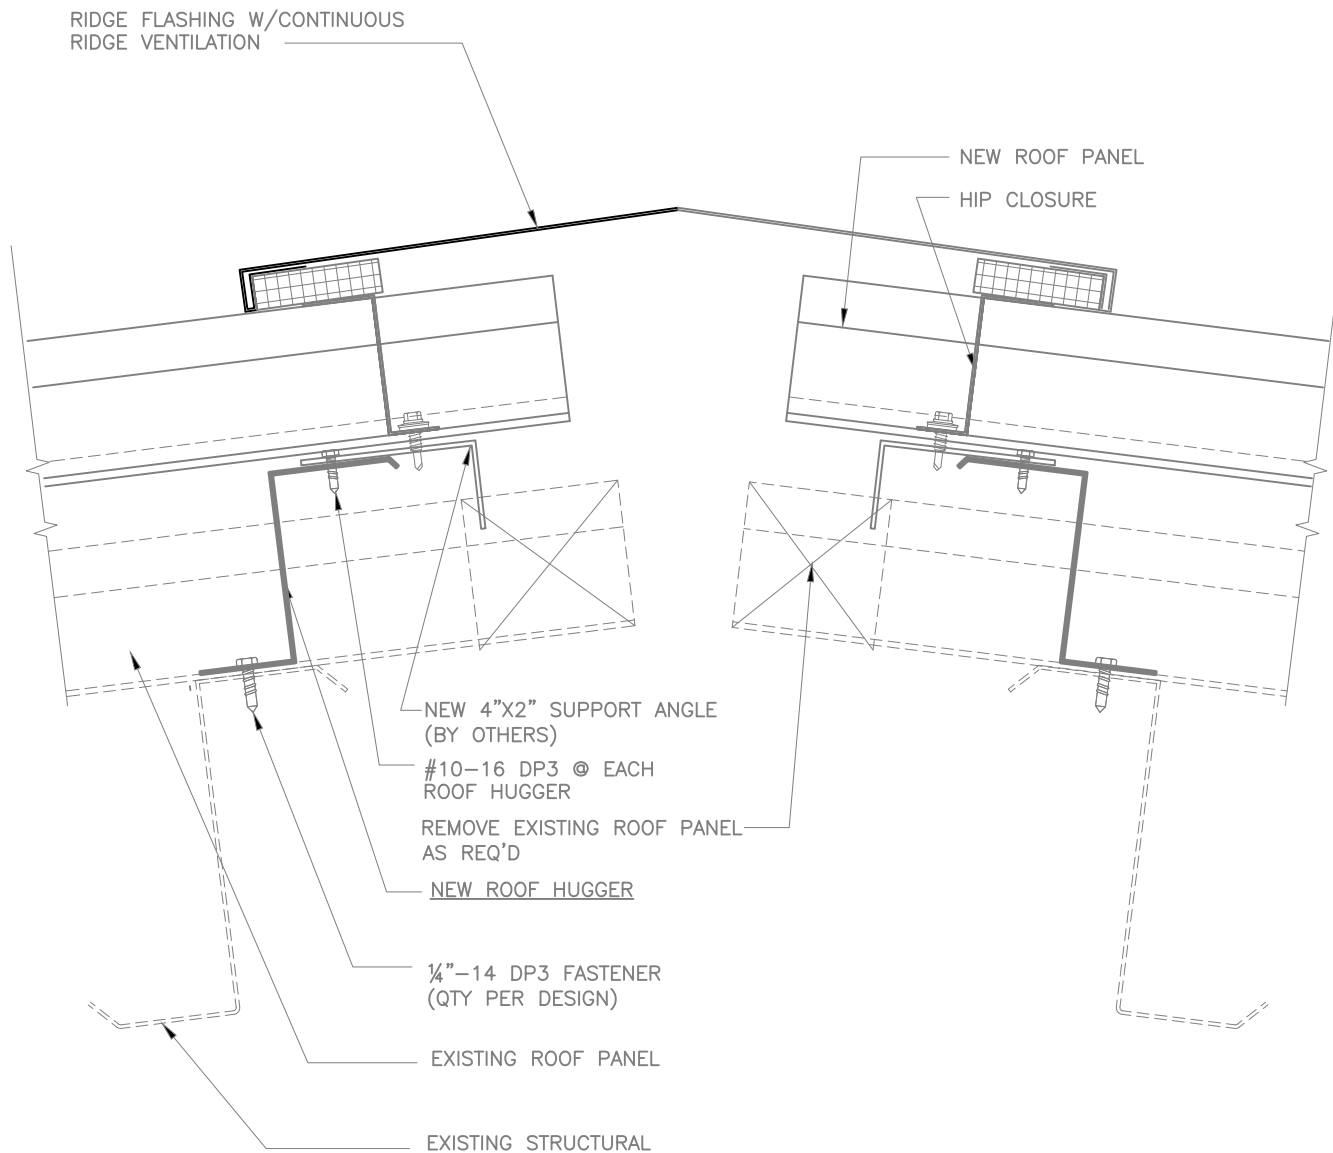 RIDGE FLASHING W/CONTINUOUS
RIDGE VENTILATION
NEW ROOF PANEL
HIP CLOSURE
NEW 4"X2" SUPPORT ANGLE
(BY OTHERS)
#10-16 DP3 @ EACH
ROOF HUGGER
REMOVE EXISTING ROOF PANEL
AS REQ'D
NEW ROOF HUGGER
¼"-14 DP3 FASTENER
(QTY PER DESIGN)
EXISTING ROOF PANEL
EXISTING STRUCTURAL